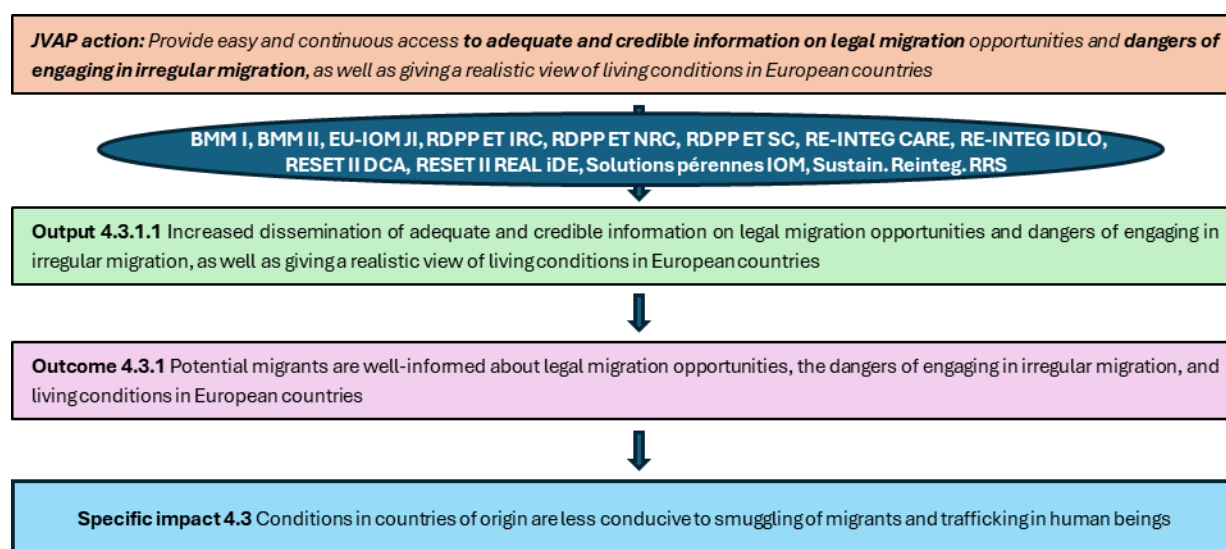 JVAP action: Provide easy and continuous access to adequate and credible information on legal migration opportunities and dangers of
engaging in irregular migration, as well as giving a realistic view of living conditions in European countries
BMM I, BMM II, EU-IOM JI, RDPP ET IRC, RDPP ET NRC, RDPP ET SC, RE-INTEG CARE, RE-INTEG IDLO,
RESET II DCA, RESET II REAL iDE, Solutions pérennes IOM, Sustain. Reinteg. RRS
Output 4.3.1.1 Increased dissemination of adequate and credible information on legal migration opportunities and dangers of engaging in
irregular migration, as well as giving a realistic view of living conditions in European countries
Outcome 4.3.1 Potential migrants are well-informed about legal migration opportunities, the dangers of engaging in irregular migration, and
living conditions in European countries
Specific impact 4.3 Conditions in countries of origin are less conducive to smuggling of migrants and trafficking in human beings